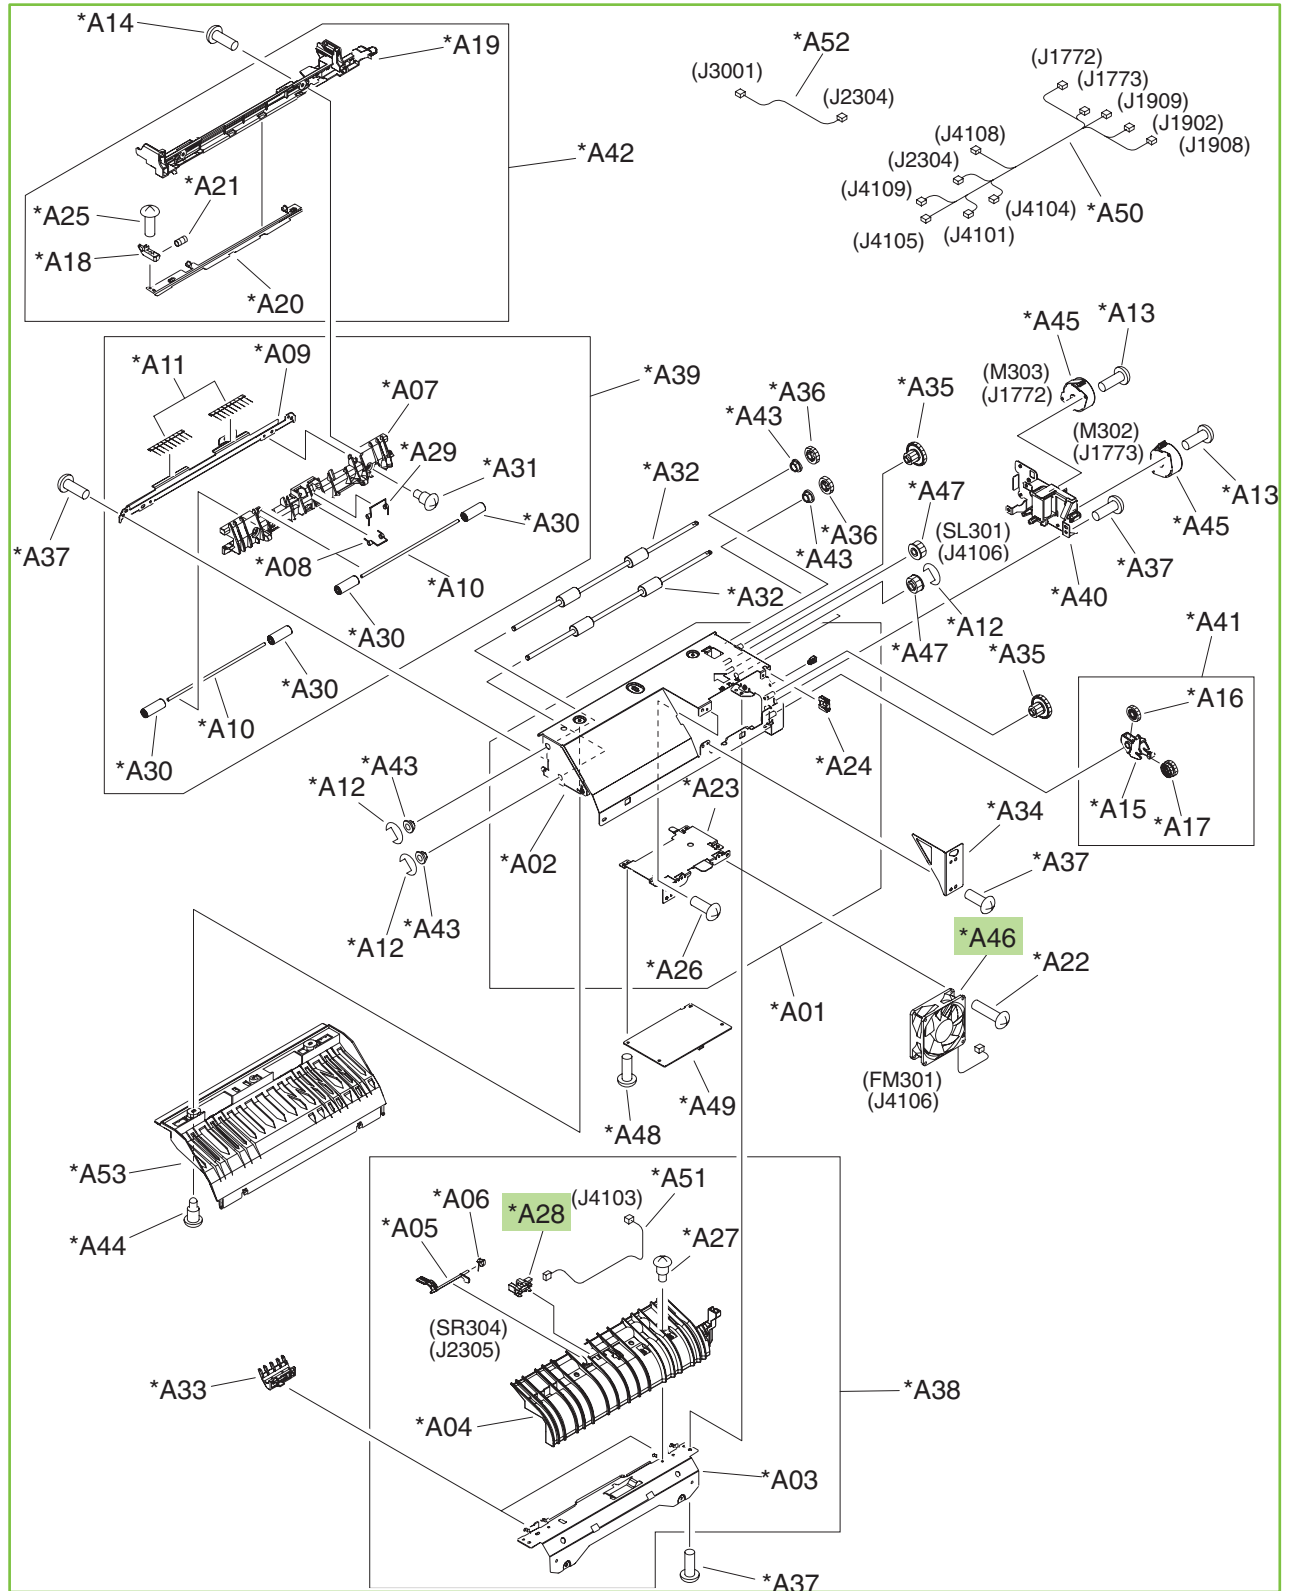 *A14
*A19
*A52
(J3001)
(J2304)
(J1772)
(J1773)
(J1909)
(J1902)
(J1908)
(J4108)
(J2304)
(J4109)
(J4104)
(J4105)
(J4101)
*A50
*A42
*A21
*A25
*A18
*A20
*A45
*A13
*A09
*A11
*A39
*A07
*A36
*A35
(M303)
(J1772)
*A43
(M302)
(J1773)
*A29
*A31
*A32
*A47
*A13
*A37
*A30
*A36
(SL301)
(J4106)
*A45
*A08
*A43
*A37
*A10
*A32
*A40
*A30
*A12
*A41
*A47
*A35
*A30
*A16
*A10
*A30
*A43
*A24
*A12
*A23
*A15
*A17
*A34
*A02
*A37
*A43
*A12
*A46
*A26
*A22
*A01
(FM301)
(J4106)
*A49
*A48
*A53
*A51
*A06
*A28
(J4103)
*A05
*A27
*A44
(SR304)
(J2305)
*A33
*A38
*A04
*A03
*A37